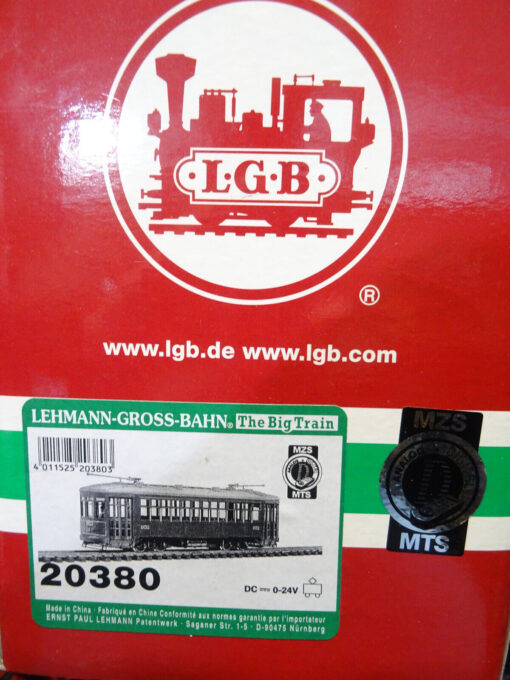 L·G·B
®
www.lgb.de www.lgb.com
LEHMANN-GROSS-BAHN® The Big Train
4 011525 203803
MZS
MTS
20380
DC 0-24V
Made in China · Fabriqué en Chine Conformité aux normes garantie par l'importateur
ERNST PAUL LEHMANN Patentwerk · Saganer Str. 1-5 · D-90475 Nürnberg
MZS
MTS